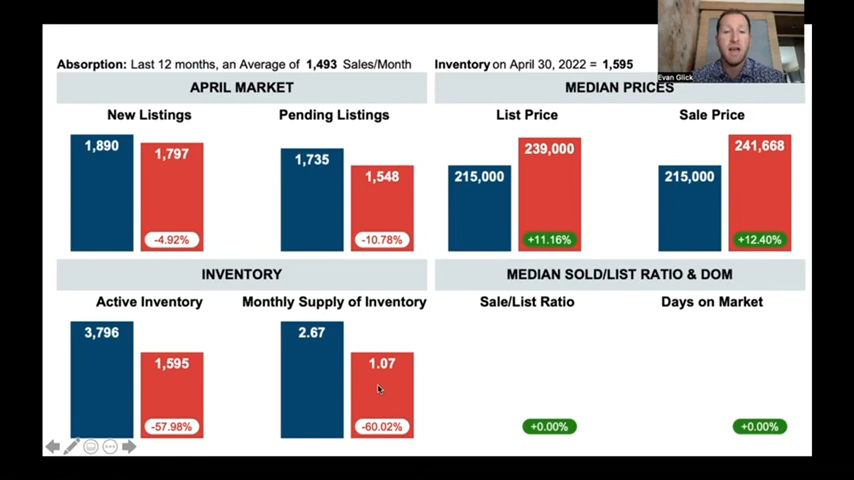 Absorption: Last 12 months, an Average of 1,493 Sales/Month
Inventory on April 30, 2022 = 1,595
Evan Glick
APRIL MARKET
MEDIAN PRICES
New Listings
Pending Listings
List Price
Sale Price
1,890
1,797
-4.92%
1,735
1,548
-10.78%
215,000
239,000
+11.16%
215,000
241,668
+12.40%
INVENTORY
MEDIAN SOLD/LIST RATIO & DOM
Active Inventory
Monthly Supply of Inventory
Sale/List Ratio
Days on Market
3,796
1,595
-57.98%
2.67
1.07
-60.02%
+0.00%
+0.00%